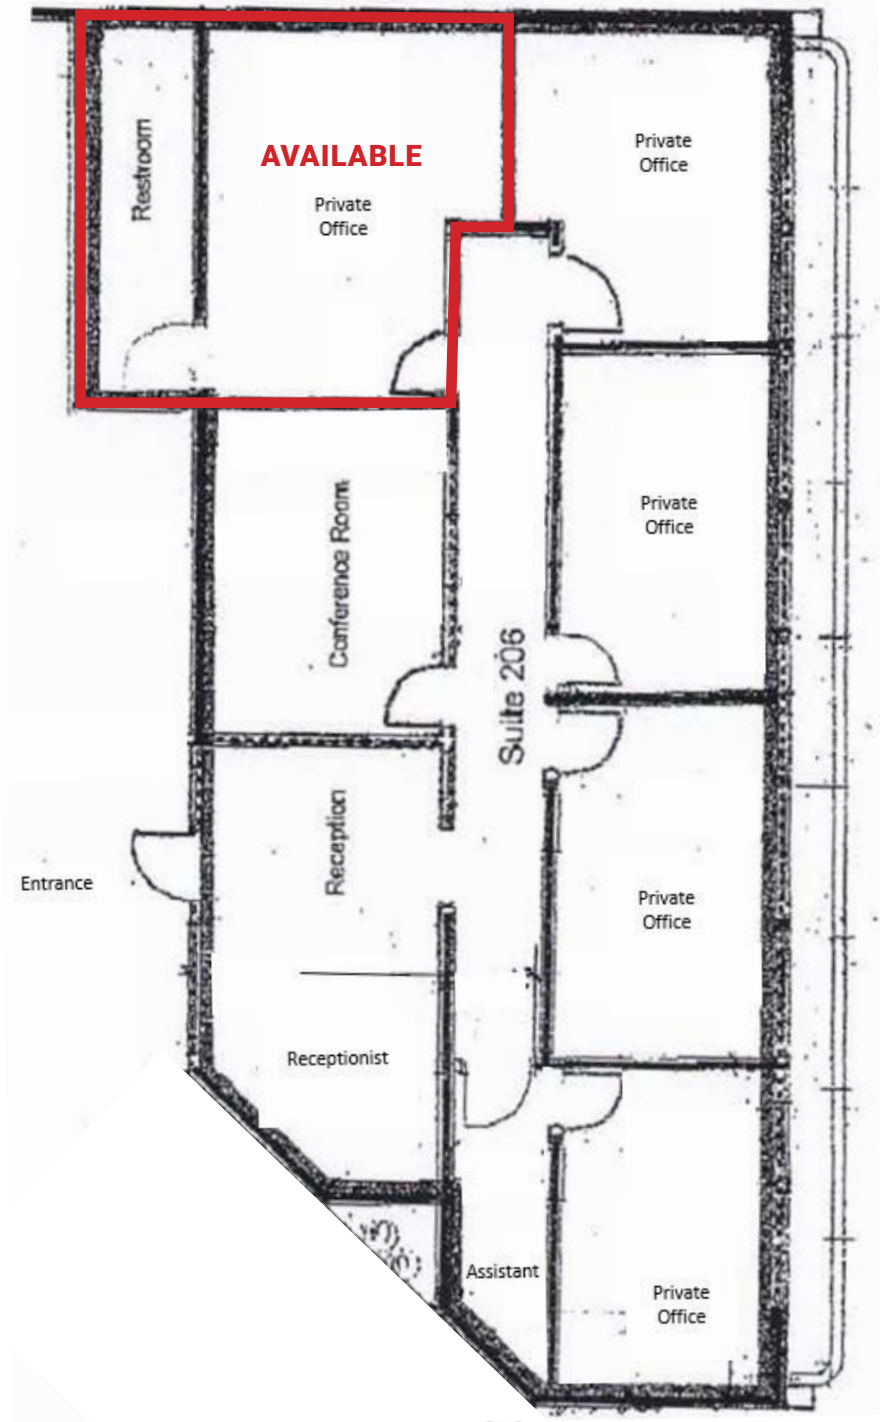 Restroom
AVAILABLE
Private
Office
Private
Office
Conference Room
Private
Office
Suite 206
Reception
Entrance
Private
Office
Receptionist
Assistant
Private
Office